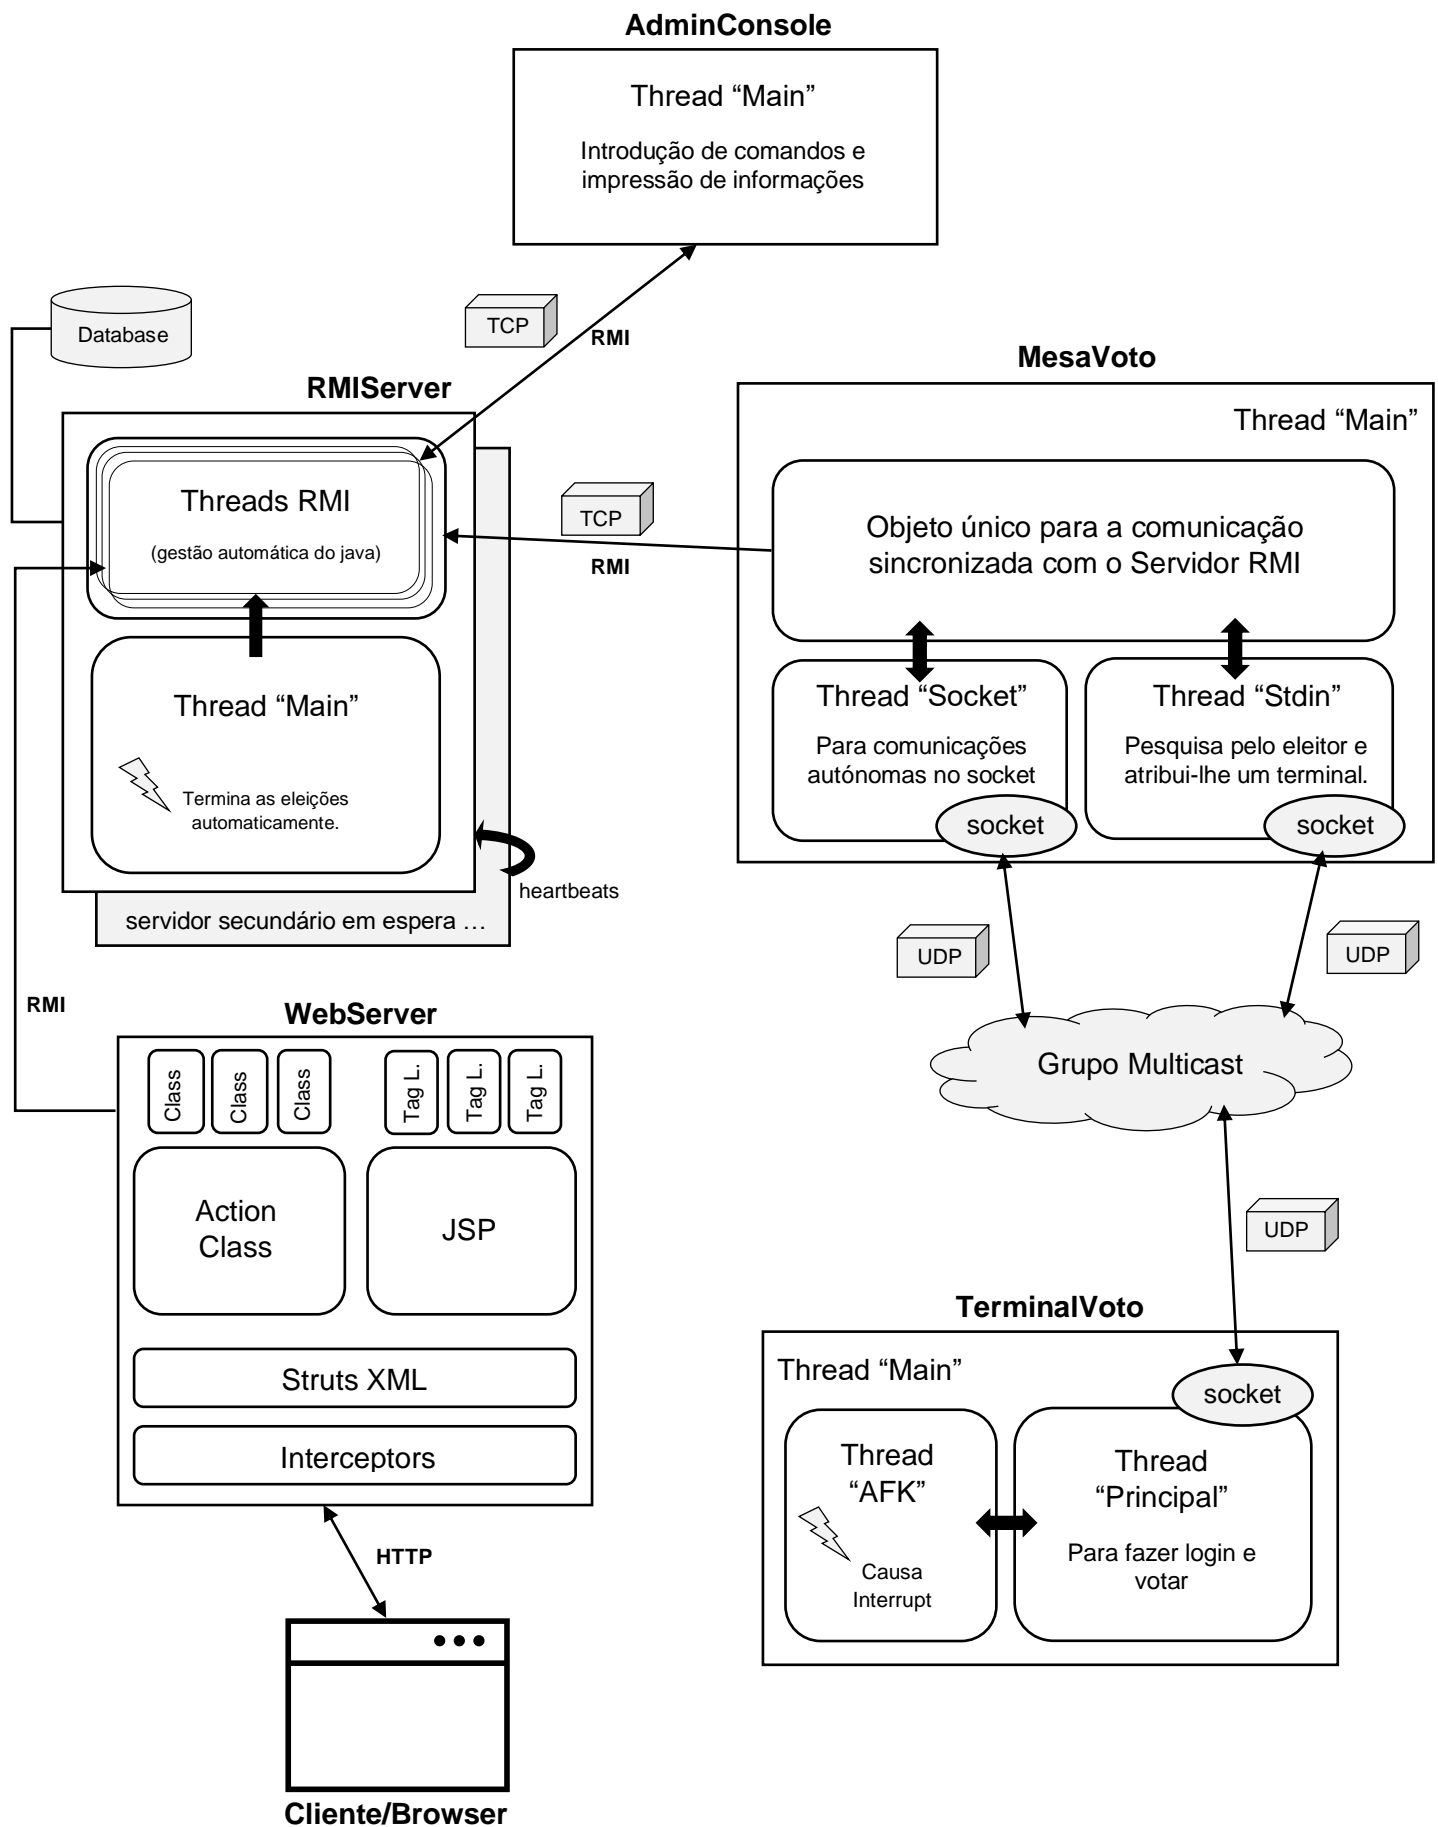 AdminConsole
Thread “Main”
Introdução de comandos e
impressão de informações
TCP
RMI
Database
RMIServer
Threads RMI
(gestão automática do java)
Thread “Main”
Termina as eleições
automaticamente.
heartbeats
servidor secundário em espera …
TCP
RMI
MesaVoto
Thread “Main”
Objeto único para a comunicação
sincronizada com o Servidor RMI
Thread “Socket”
Para comunicações
autónomas no socket
socket
Thread “Stdin”
Pesquisa pelo eleitor e
atribui-lhe um terminal.
socket
UDP
UDP
Grupo Multicast
UDP
RMI
WebServer
Class
Class
Class
Tag L.
Tag L.
Tag L.
Action
Class
JSP
Struts XML
Interceptors
HTTP
Cliente/Browser
TerminalVoto
Thread “Main”
socket
Thread
“AFK”
Causa
Interrupt
Thread
“Principal”
Para fazer login e
votar